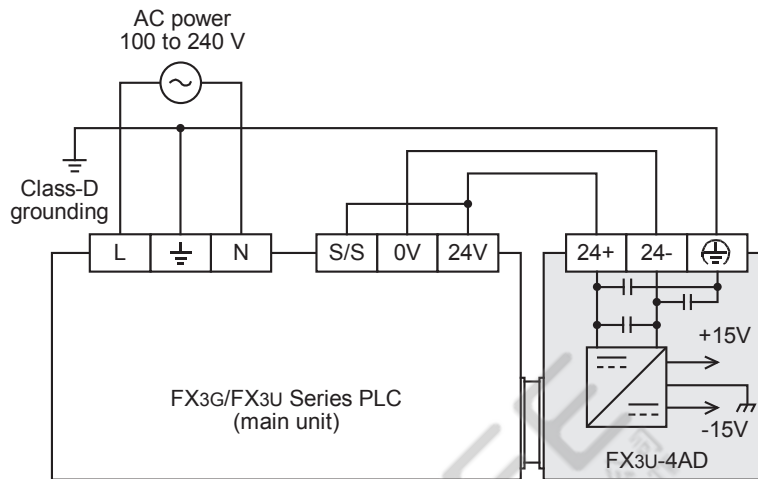 AC power
100 to 240 V
Class-D
grounding
L
N
S/S
0V
24V
24+
24-
+15V
-15V
FX3G/FX3U Series PLC
(main unit)
FX3U-4AD